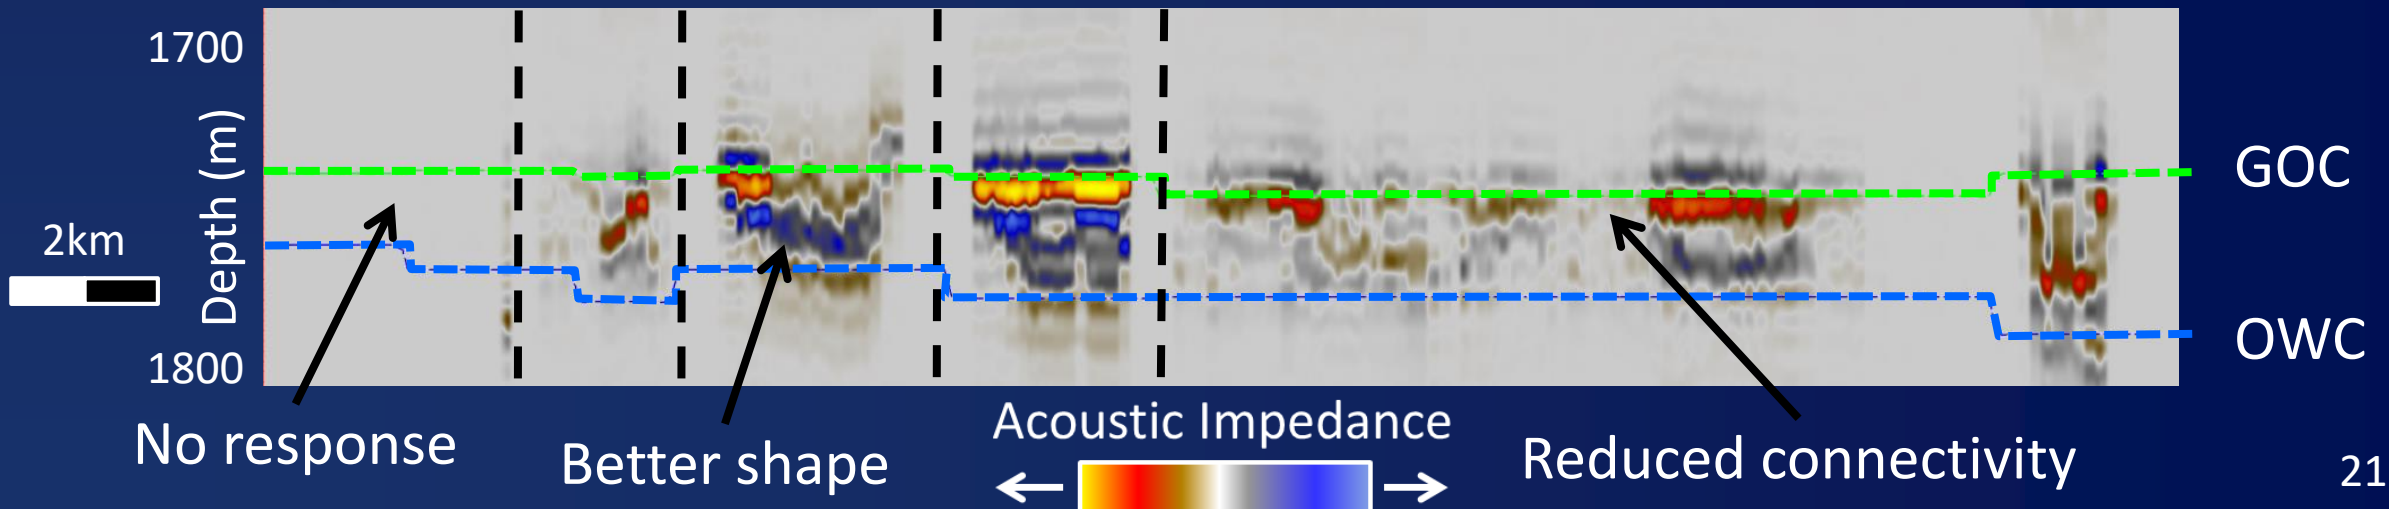 1700
Depth (m)
1800
2km
GOC
OWC
No response
Better shape
Acoustic Impedance
Reduced connectivity
21